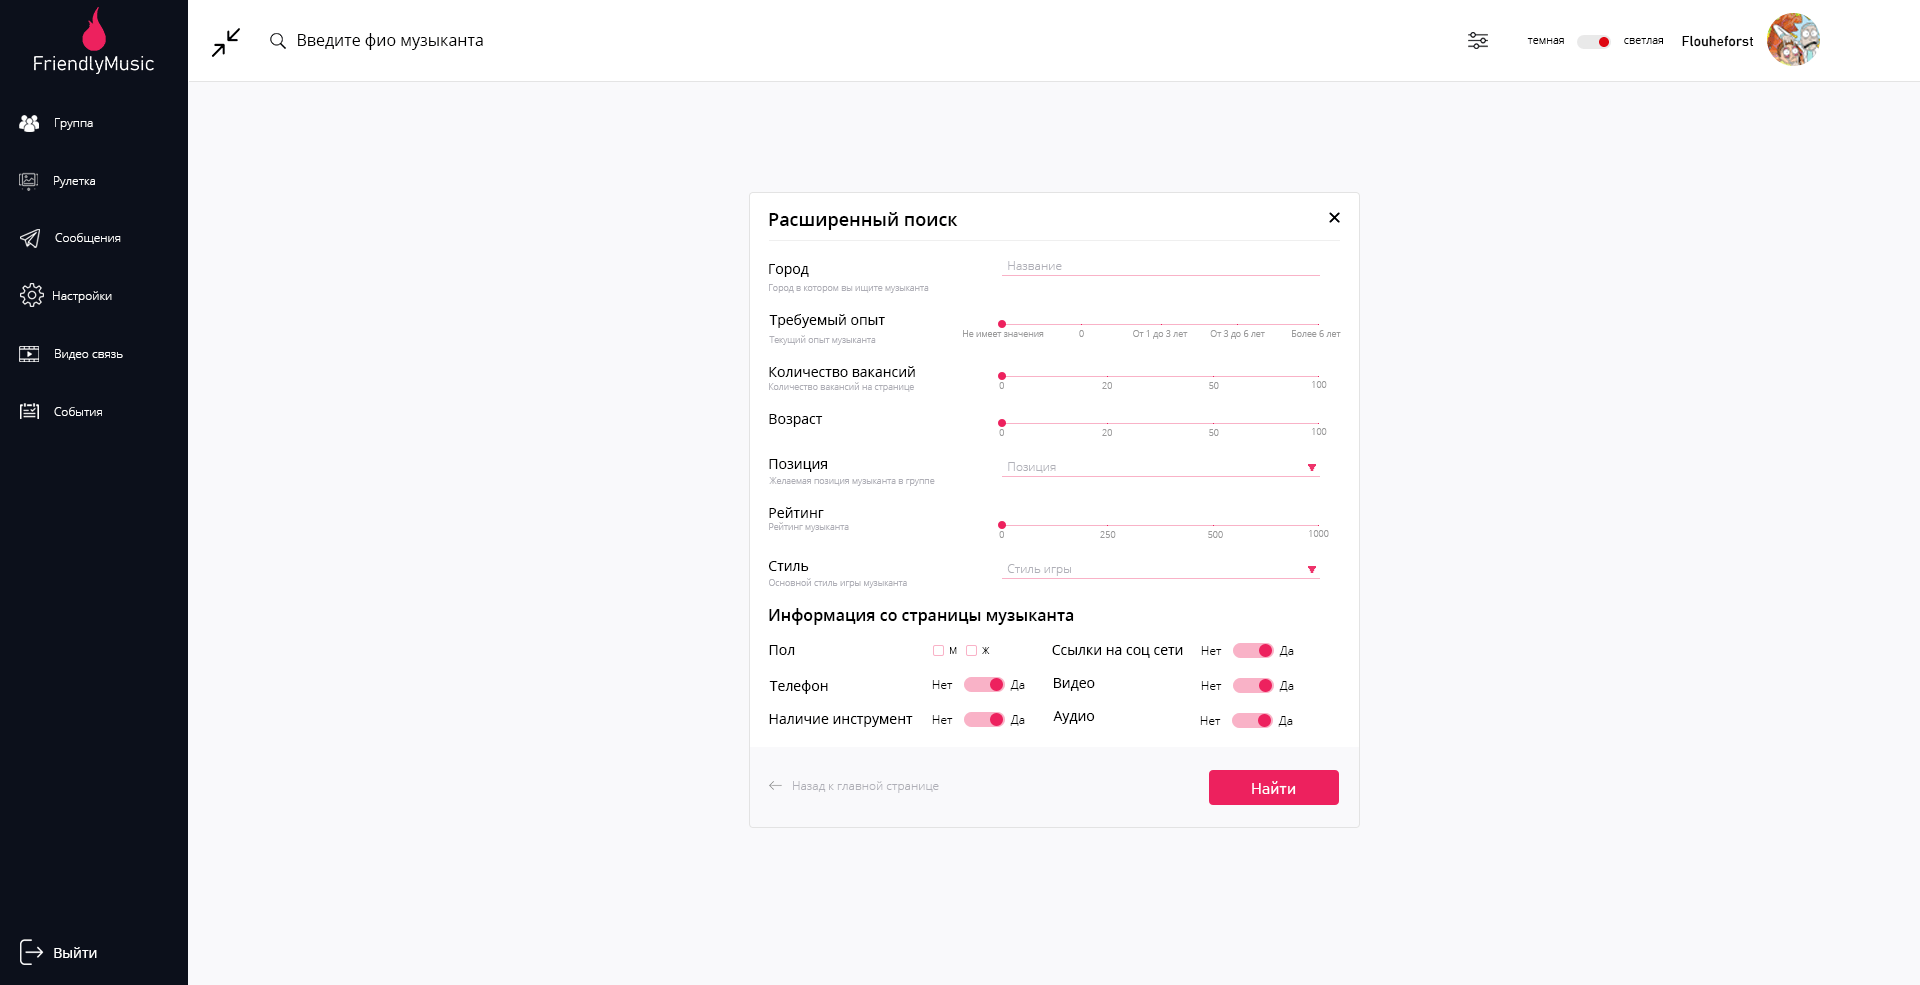 FriendlyMusic
Введите фио музыканта
темная
светлая
Flouheforst
Группа
Рулетка
Сообщения
Настройки
Видео связь
События
Выйти
Расширенный поиск
Город
Название
Город в котором вы ищите музыканта
Требуемый опыт
Текущий опыт музыканта
Не имеет значения 0 От 1 до 3 лет От 3 до 6 лет Более 6 лет
Количество вакансий
Количество вакансий на странице
0 20 50 100
Возраст
0 20 50 100
Позиция
Позиция
Желаемая позиция музыканта в группе
Рейтинг
Рейтинг музыканта
0 250 500 1000
Стиль
Стиль игры
Основной стиль игры музыканта
Информация со страницы музыканта
Пол м ж
Ссылки на соц сети Нет Да
Телефон Нет Да
Видео Нет Да
Наличие инструмент Нет Да
Аудио Нет Да
Назад к главной странице
Найти